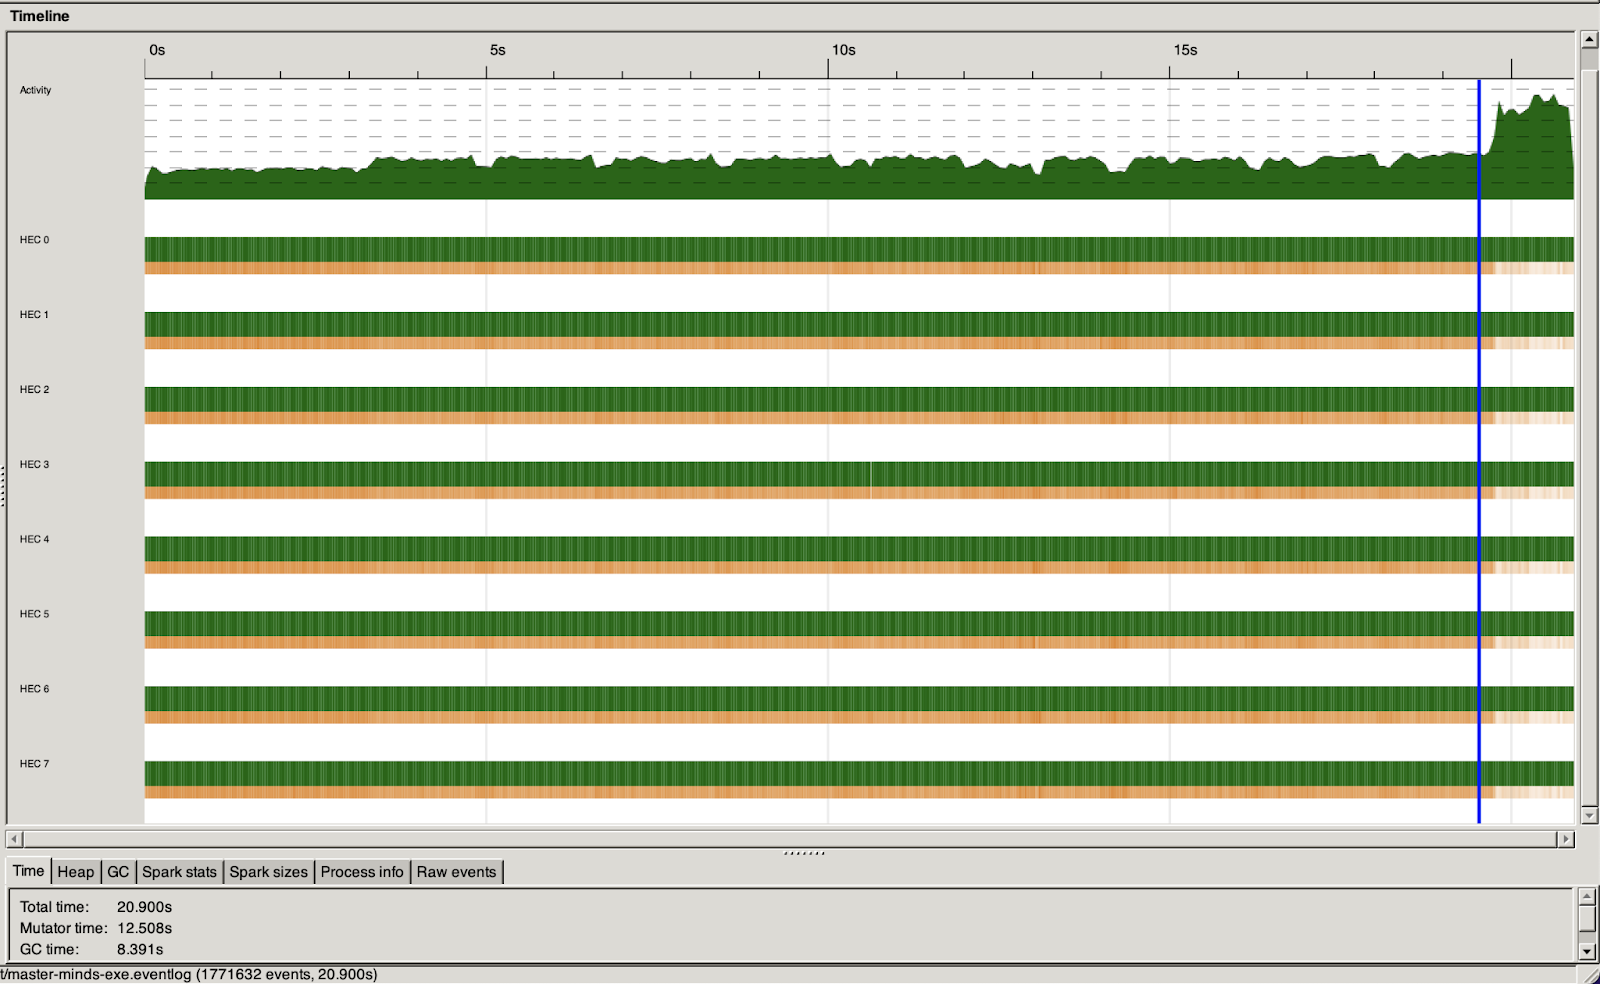 Timeline
0s 5s 10s 15s
Activity
HEC 0
HEC 1
HEC 2
HEC 3
HEC 4
HEC 5
HEC 6
HEC 7
Time Heap GC Spark stats Spark sizes Process info Raw events
Total time: 20.900s
Mutator time: 12.508s
GC time: 8.391s
t/master-minds-exe.eventlog (1771632 events, 20.900s)